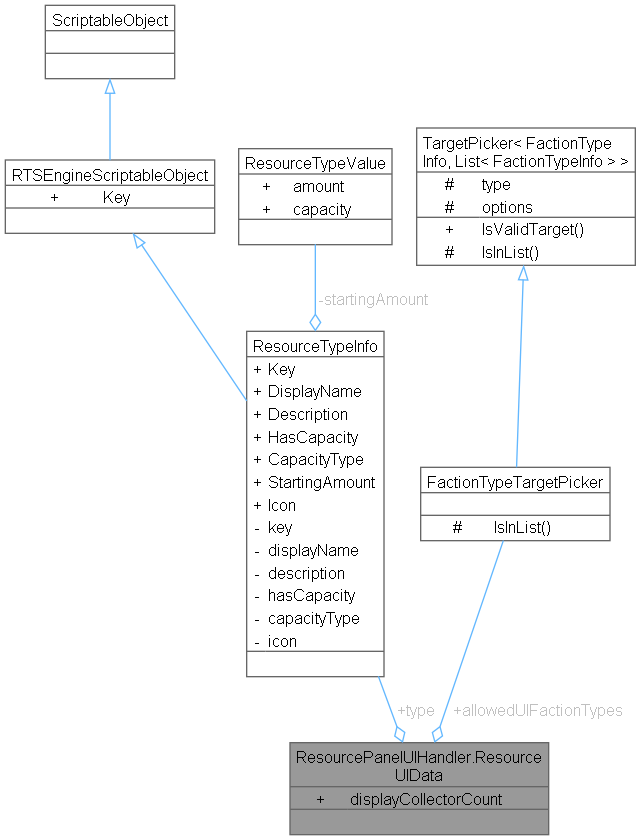 ScriptableObject
RTSEngineScriptableObject
+ Key
ResourceTypeValue
+ amount
+ capacity
TargetPicker< FactionType
Info, List< FactionTypeInfo > >
# type
# options
+ IsValidTarget()
# IsInList()
-startingAmount
ResourceTypeInfo
+ Key
+ DisplayName
+ Description
+ HasCapacity
+ CapacityType
+ StartingAmount
+ Icon
- key
- displayName
- description
- hasCapacity
- capacityType
- icon
FactionTypeTargetPicker
# IsInList()
+type
+allowedUIFactionTypes
ResourcePanelUIHandler.Resource
UIData
+ displayCollectorCount